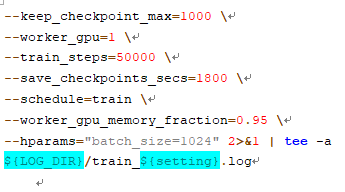 --keep_checkpoint_max=1000 \
--worker_gpu=1 \
--train_steps=50000 \
--save_checkpoints_secs=1800 \
--schedule=train \
--worker_gpu_memory_fraction=0.95 \
--hparams="batch_size=1024" 2>&1 | tee -a
${LOG_DIR}/train_${setting}.log